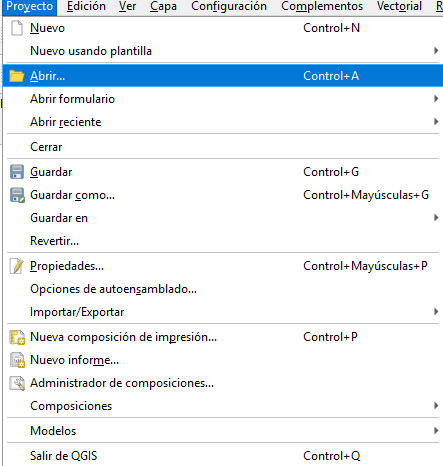 Proyecto Edición Ver Capa Configuración Complementos Vectorial R
Nuevo Control+N
Nuevo usando plantilla
Abrir... Control+A
Abrir formulario
Abrir reciente
Cerrar
Guardar Control+G
Guardar como... Control+Mayúsculas+G
Guardar en
Revertir...
Propiedades... Control+Mayúsculas+P
Opciones de autoensamblado...
Importar/Exportar
Nueva composición de impresión... Control+P
Nuevo informe...
Administrador de composiciones...
Composiciones
Modelos
Salir de QGIS Control+Q